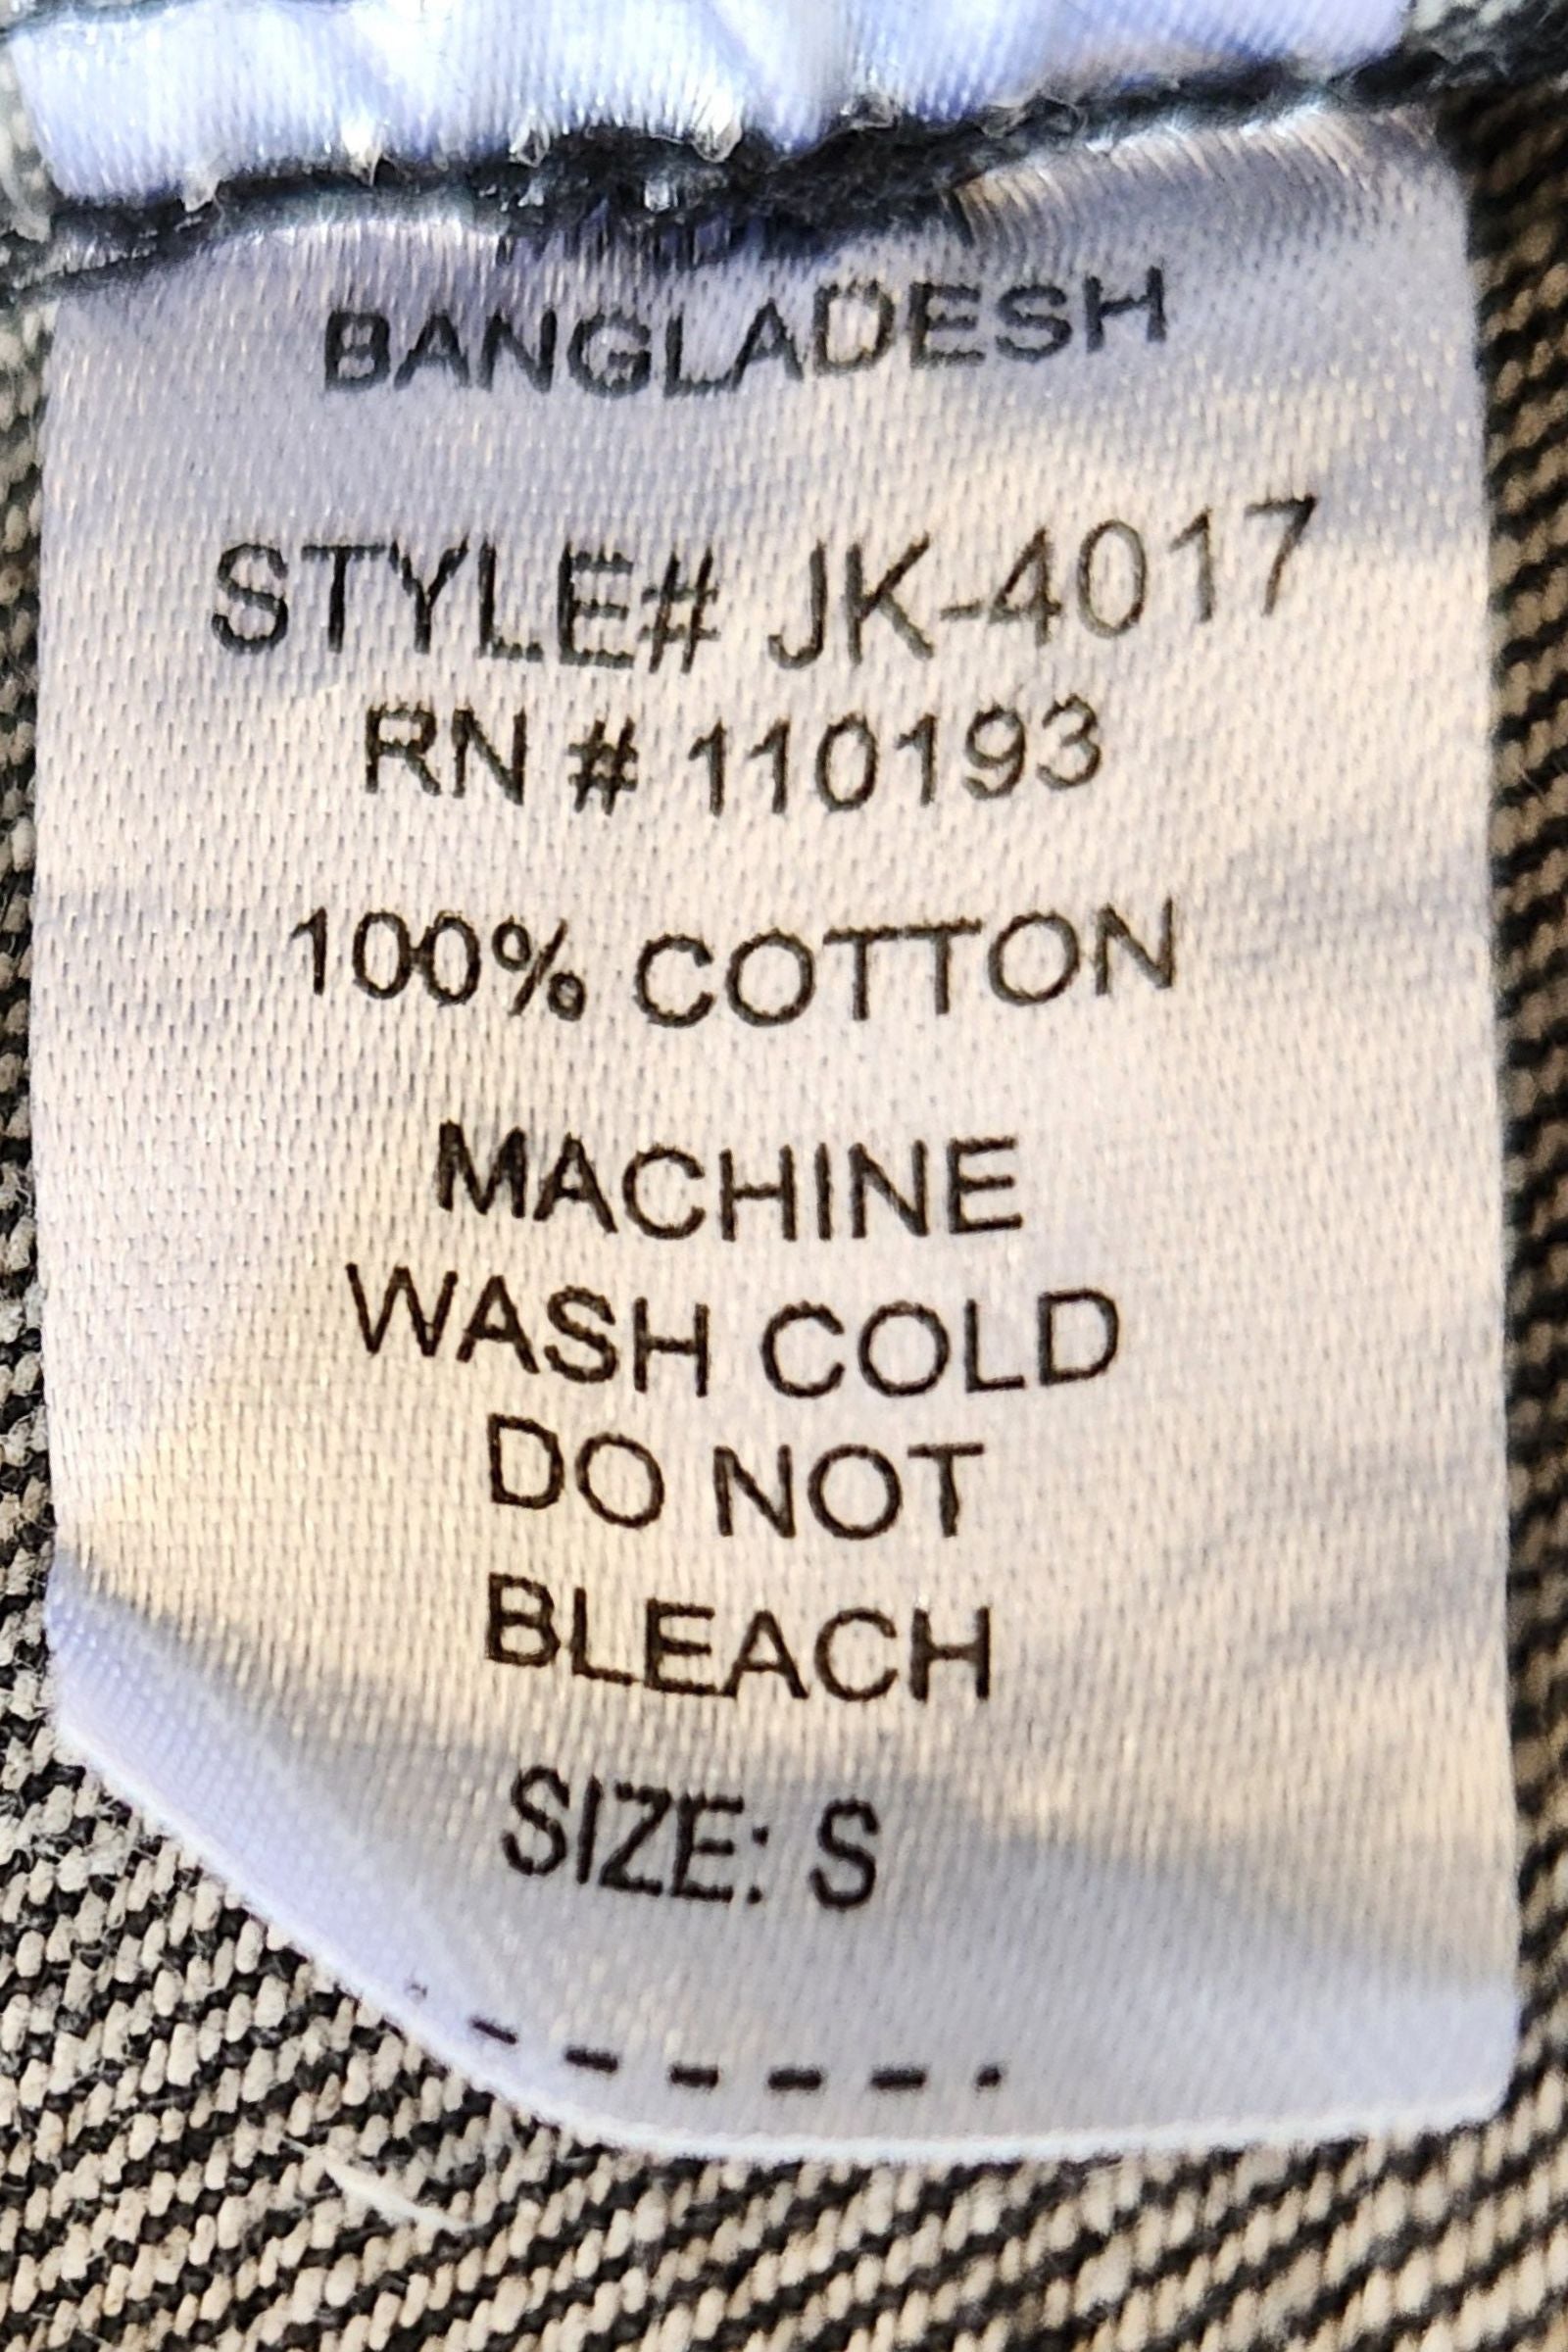 BANGLADESH
STYLE# JK-4017
RN # 110193
100% COTTON
MACHINE
WASH COLD
DO NOT
BLEACH
SIZE: S